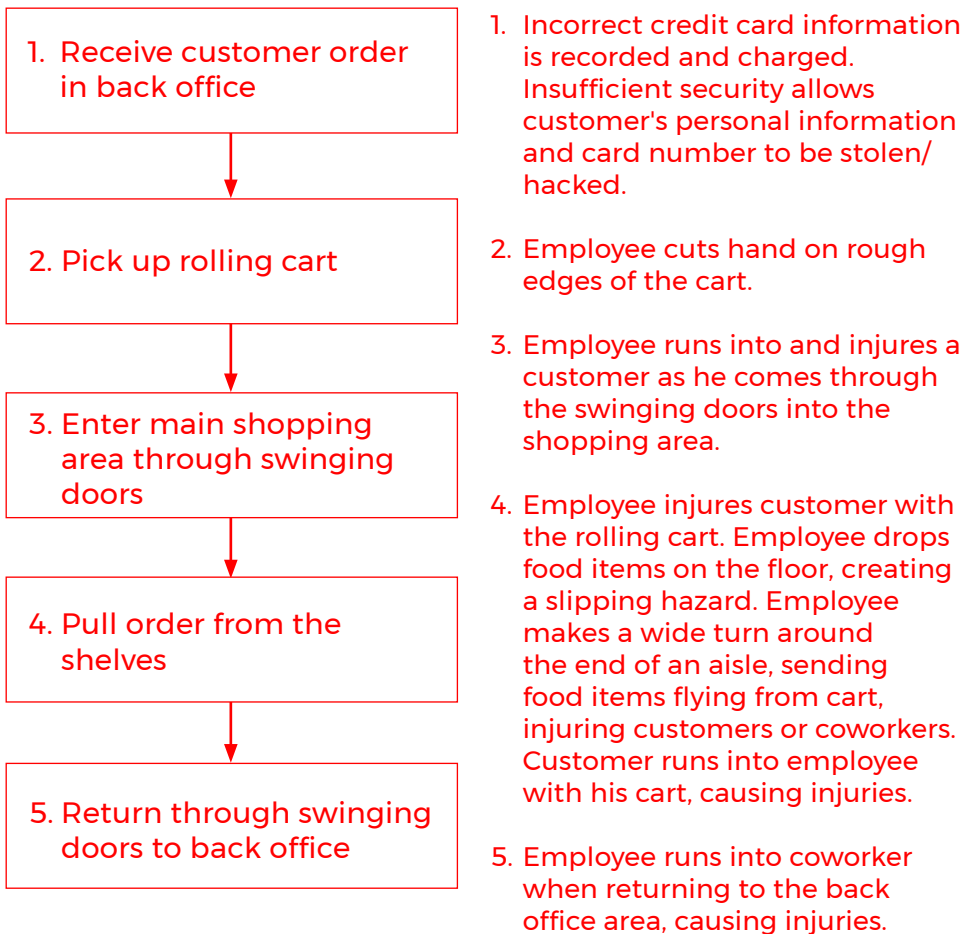 1. Receive customer order
in back office
2. Pick up rolling cart
3. Enter main shopping
area through swinging
doors
4. Pull order from the
shelves
5. Return through swinging
doors to back office
1. Incorrect credit card information
is recorded and charged.
Insufficient security allows
customer's personal information
and card number to be stolen/
hacked.
2. Employee cuts hand on rough
edges of the cart.
3. Employee runs into and injures a
customer as he comes through
the swinging doors into the
shopping area.
4. Employee injures customer with
the rolling cart. Employee drops
food items on the floor, creating
a slipping hazard. Employee
makes a wide turn around
the end of an aisle, sending
food items flying from cart,
injuring customers or coworkers.
Customer runs into employee
with his cart, causing injuries.
5. Employee runs into coworker
when returning to the back
office area, causing injuries.